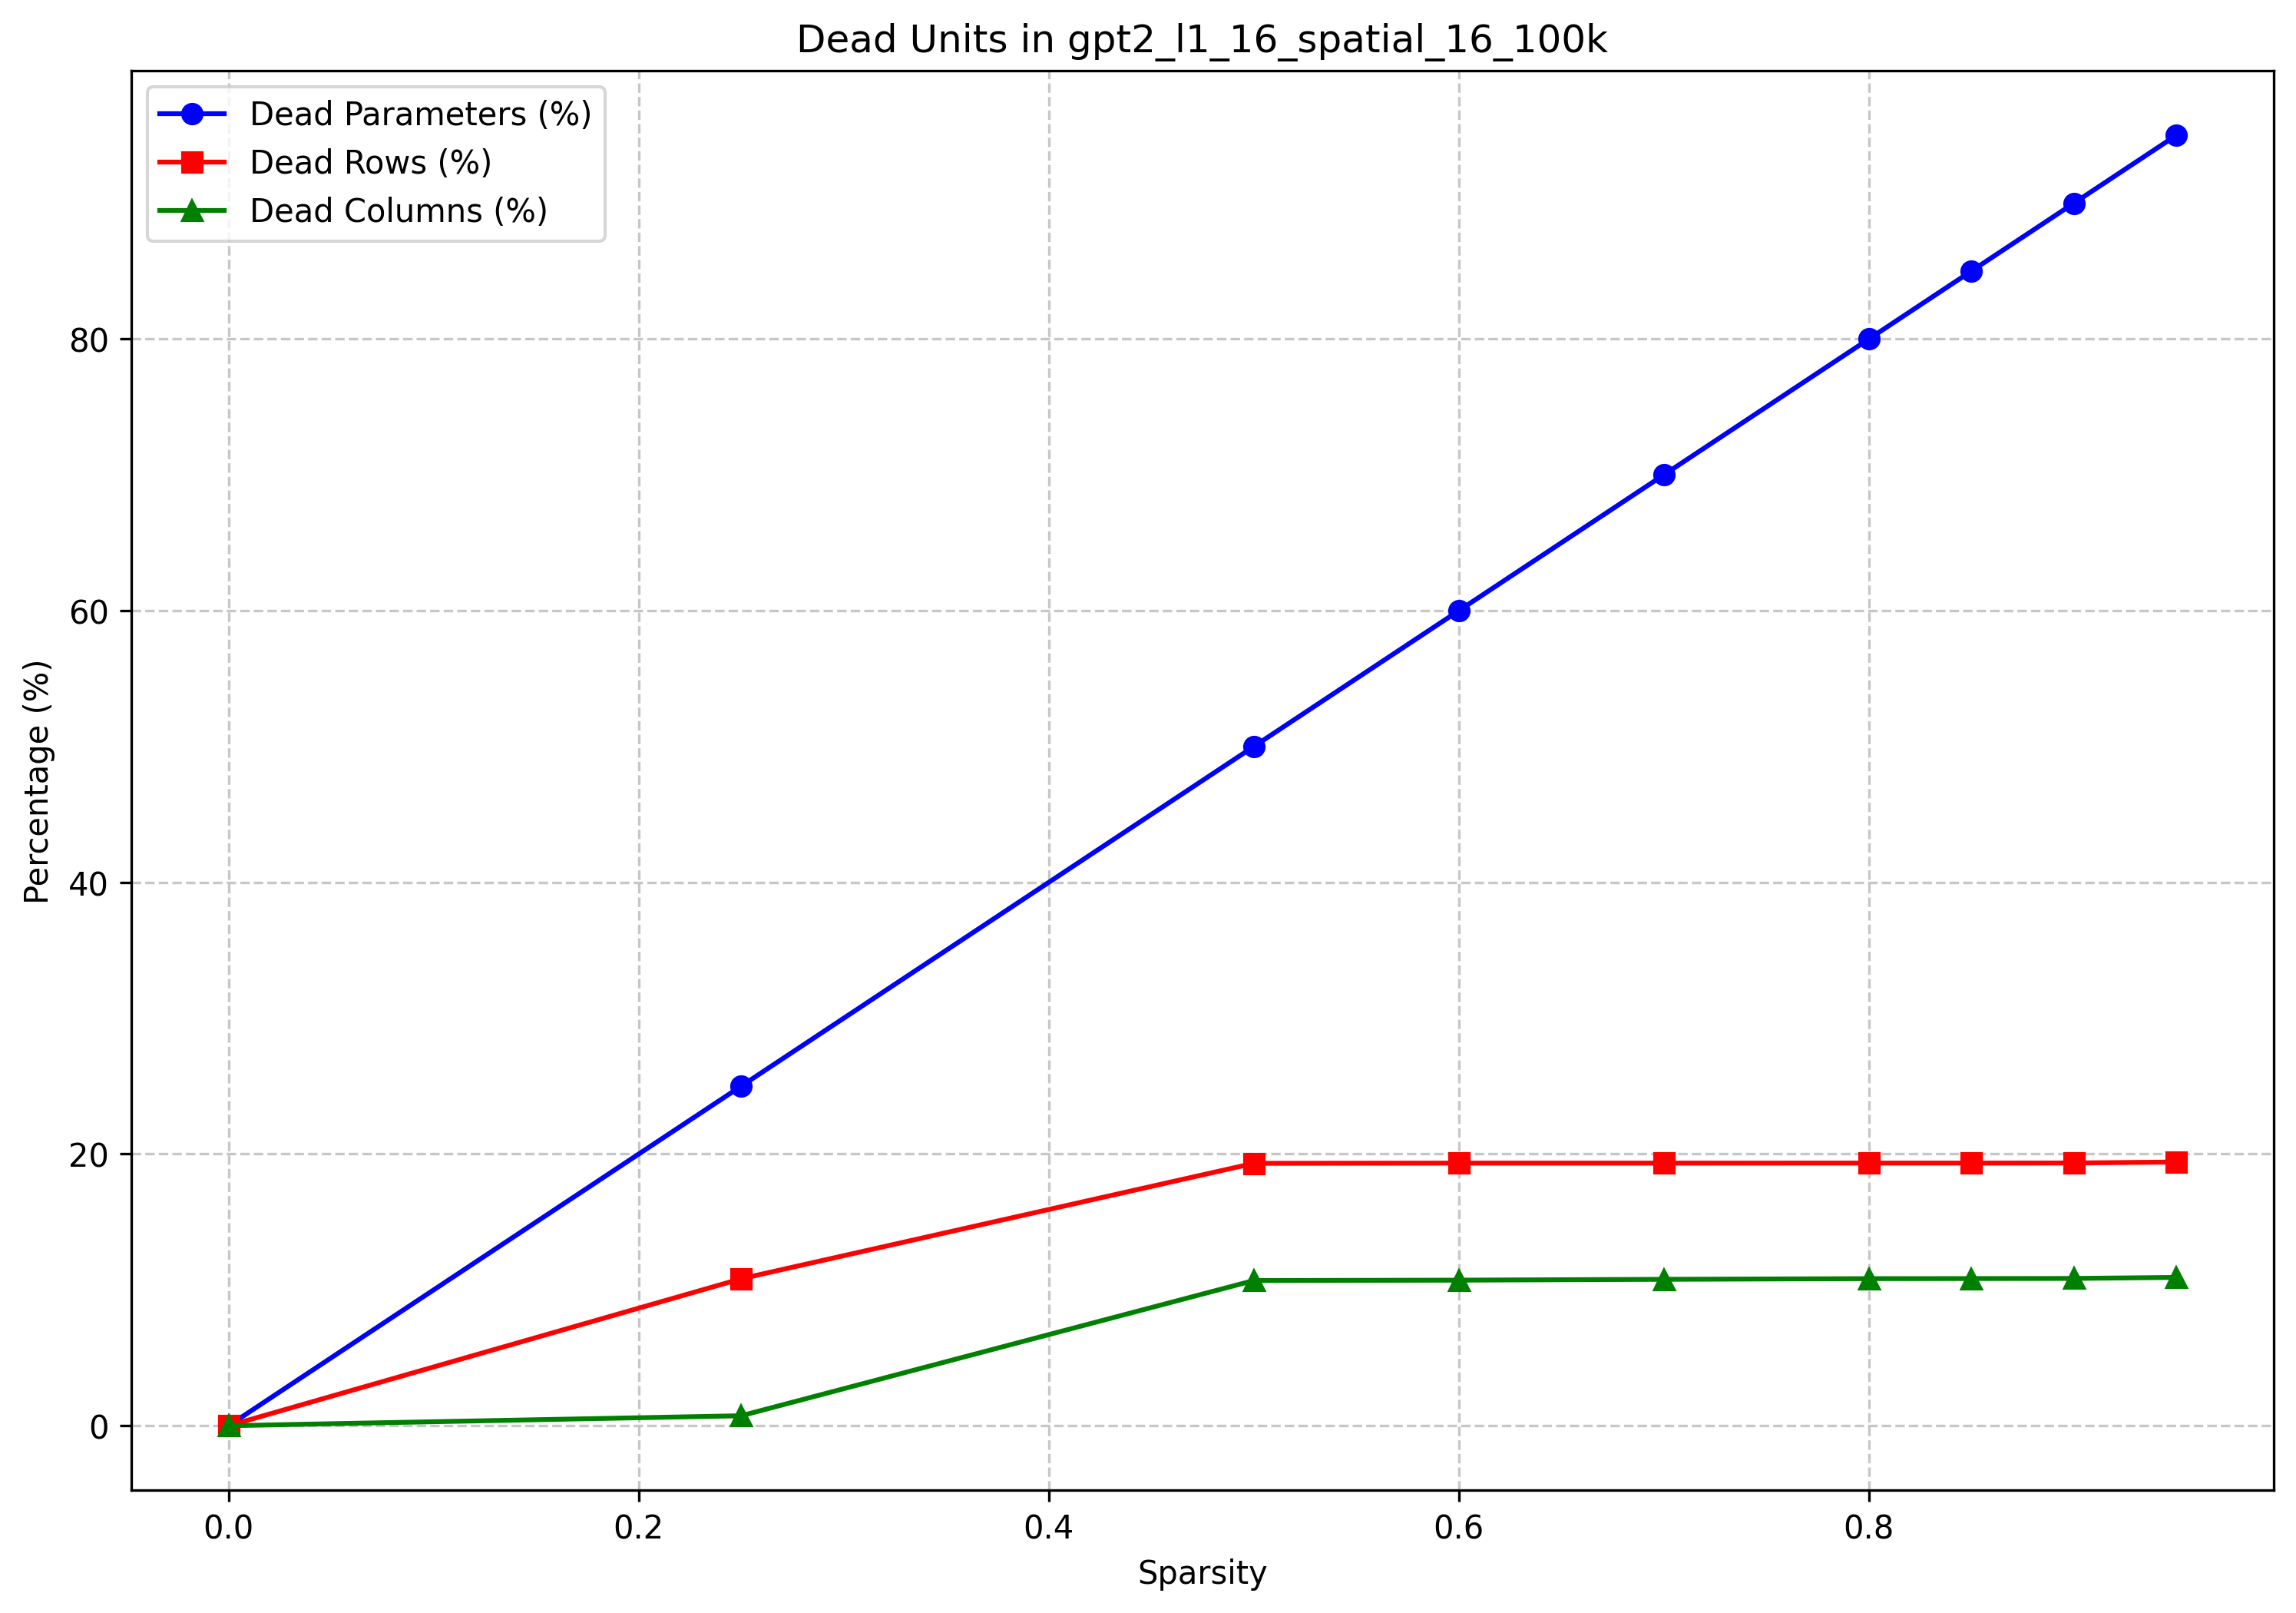 Dead Units in gpt2_l1_16_spatial_16_100k
Dead Parameters (%)
Dead Rows (%)
Dead Columns (%)
Percentage (%)
80
60
40
20
0
0.0 0.2 0.4 0.6 0.8
Sparsity